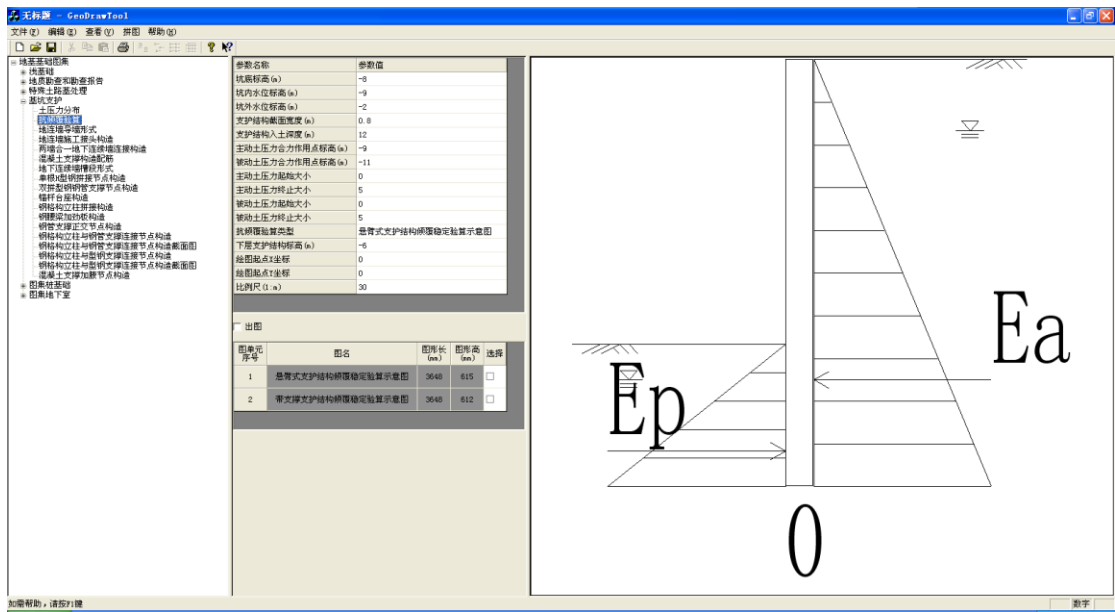 无标题 - GeoDrawTool
文件(F) 编辑(E) 查看(V) 拼图 帮助(H)
地基基础图集
浅基础
地质勘查和勘查报告
特殊土路基处理
基坑支护
土压力分布
抗倾覆验算
地连墙导墙形式
地连墙施工接头构造
两墙合一地下连续墙连接构造
混凝土支撑构造配筋
地下连续墙槽段形式
单根H型钢拼接节点构造
双拼型钢钢管支撑节点构造
锚杆台座构造
钢格构立柱拼接构造
钢腰梁加劲板构造
钢管支撑正交节点构造
钢格构立柱与钢管支撑连接节点构造
钢格构立柱与钢管支撑连接节点构造截面图
钢格构立柱与型钢支撑连接节点构造
钢格构立柱与型钢支撑连接节点构造截面图
混凝土支撑加腋节点构造
图集桩基础
图集地下室
参数名称 参数值
坑底标高(m) -8
坑内水位标高(m) -9
坑外水位标高(m) -2
支护结构截面宽度(m) 0.8
支护结构入土深度(m) 12
主动土压力合力作用点标高(m) -9
被动土压力合力作用点标高(m) -11
主动土压力起始大小 0
主动土压力终止大小 5
被动土压力起始大小 0
被动土压力终止大小 5
抗倾覆验算类型 悬臂式支护结构倾覆稳定验算示意图
下层支护结构标高(m) -6
绘图起点X坐标 0
绘图起点Y坐标 0
比例尺(1:n) 30
出图
图单元序号 图名 图形长(mm) 图形高(mm) 选择
1 悬臂式支护结构倾覆稳定验算示意图 3648 615
2 带支撑支护结构倾覆稳定验算示意图 3648 612
Ea
Ep
O
如需帮助，请按F1键
数字